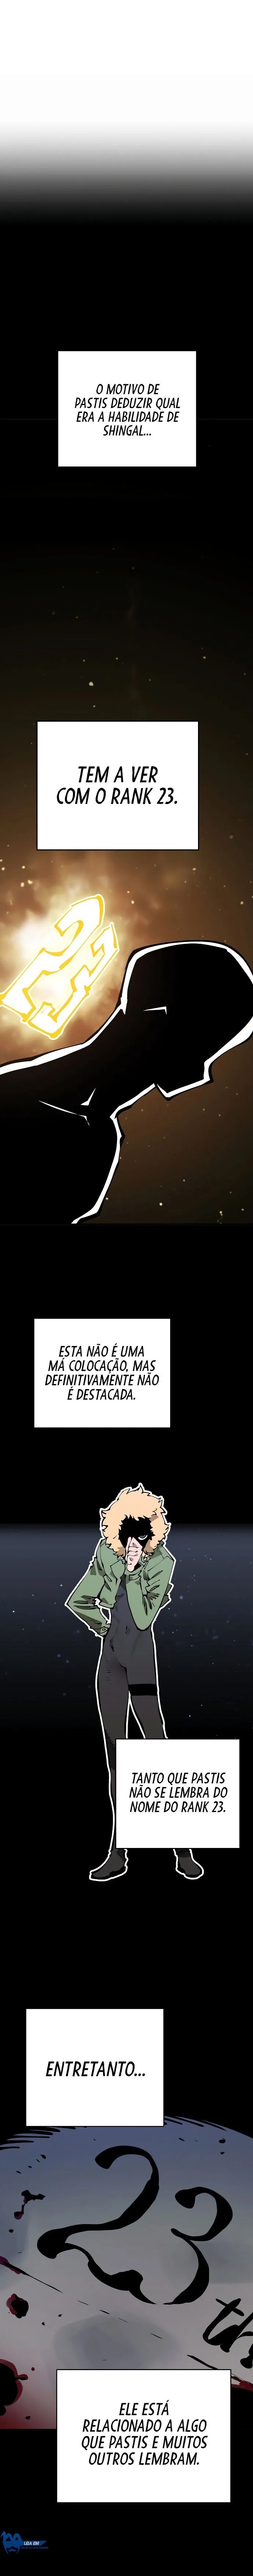 O MOTIVO DE
PASTIS DEDUZIR QUAL
ERA A HABILIDADE DE
SHINGAL...
TEM A VER
COM O RANK 23.
23
ESTA NÃO É UMA
MÁ COLOCAÇÃO, MAS
DEFINITIVAMENTE NÃO
É DESTACADA.
TANTO QUE PASTIS
NÃO SE LEMBRA DO
NOME DO RANK 23.
ENTRETANTO...
23
ELE ESTÁ
RELACIONADO A ALGO
QUE PASTIS E MUITOS
OUTROS LEMBRAM.
LEIA EM